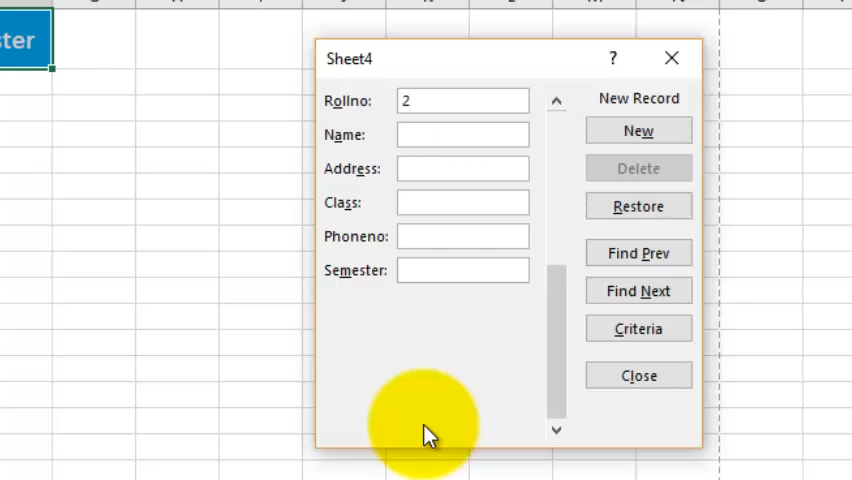 ster
Sheet4
?
Rollno: 2
New Record
New
Name:
Address:
Delete
Class:
Restore
Phoneno:
Find Prev
Semester:
Find Next
Criteria
Close